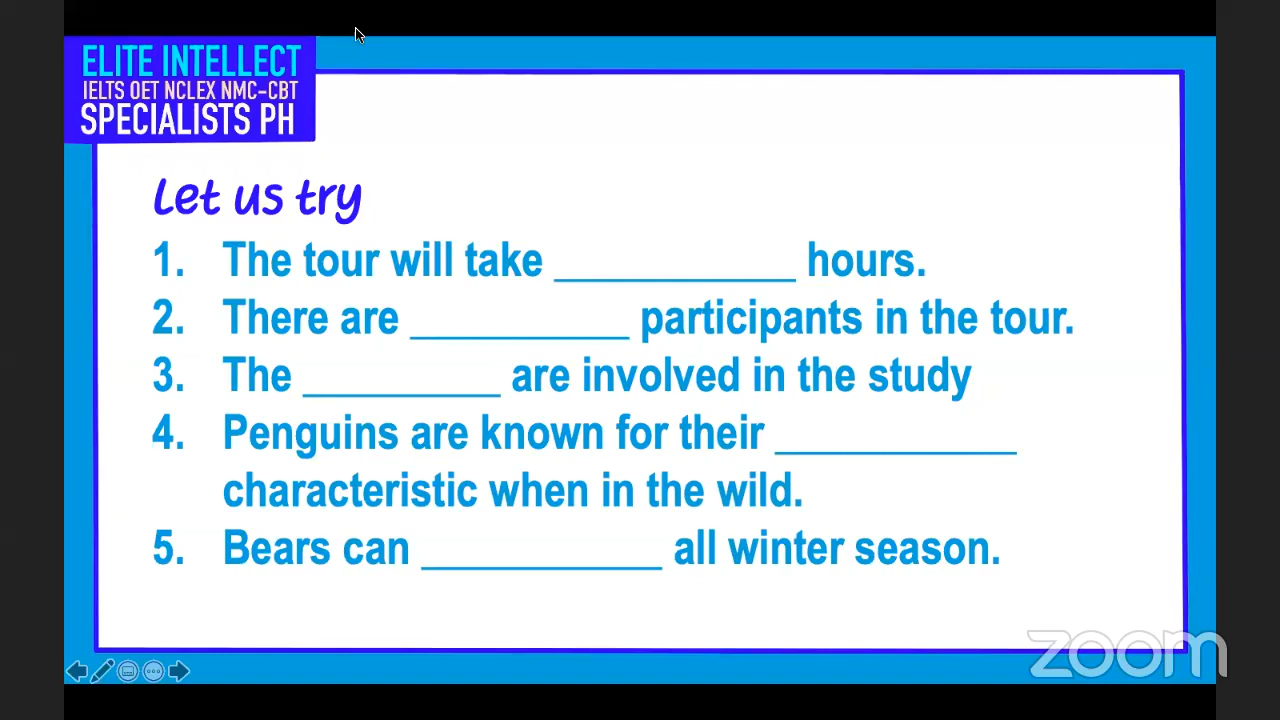 ELITE INTELLECT
IELTS OET NCLEX NMC-CBT
SPECIALISTS PH
Let us try
1. The tour will take ____________ hours.
2. There are ___________ participants in the tour.
3. The __________ are involved in the study
4. Penguins are known for their ____________
characteristic when in the wild.
5. Bears can ____________ all winter season.
zoom